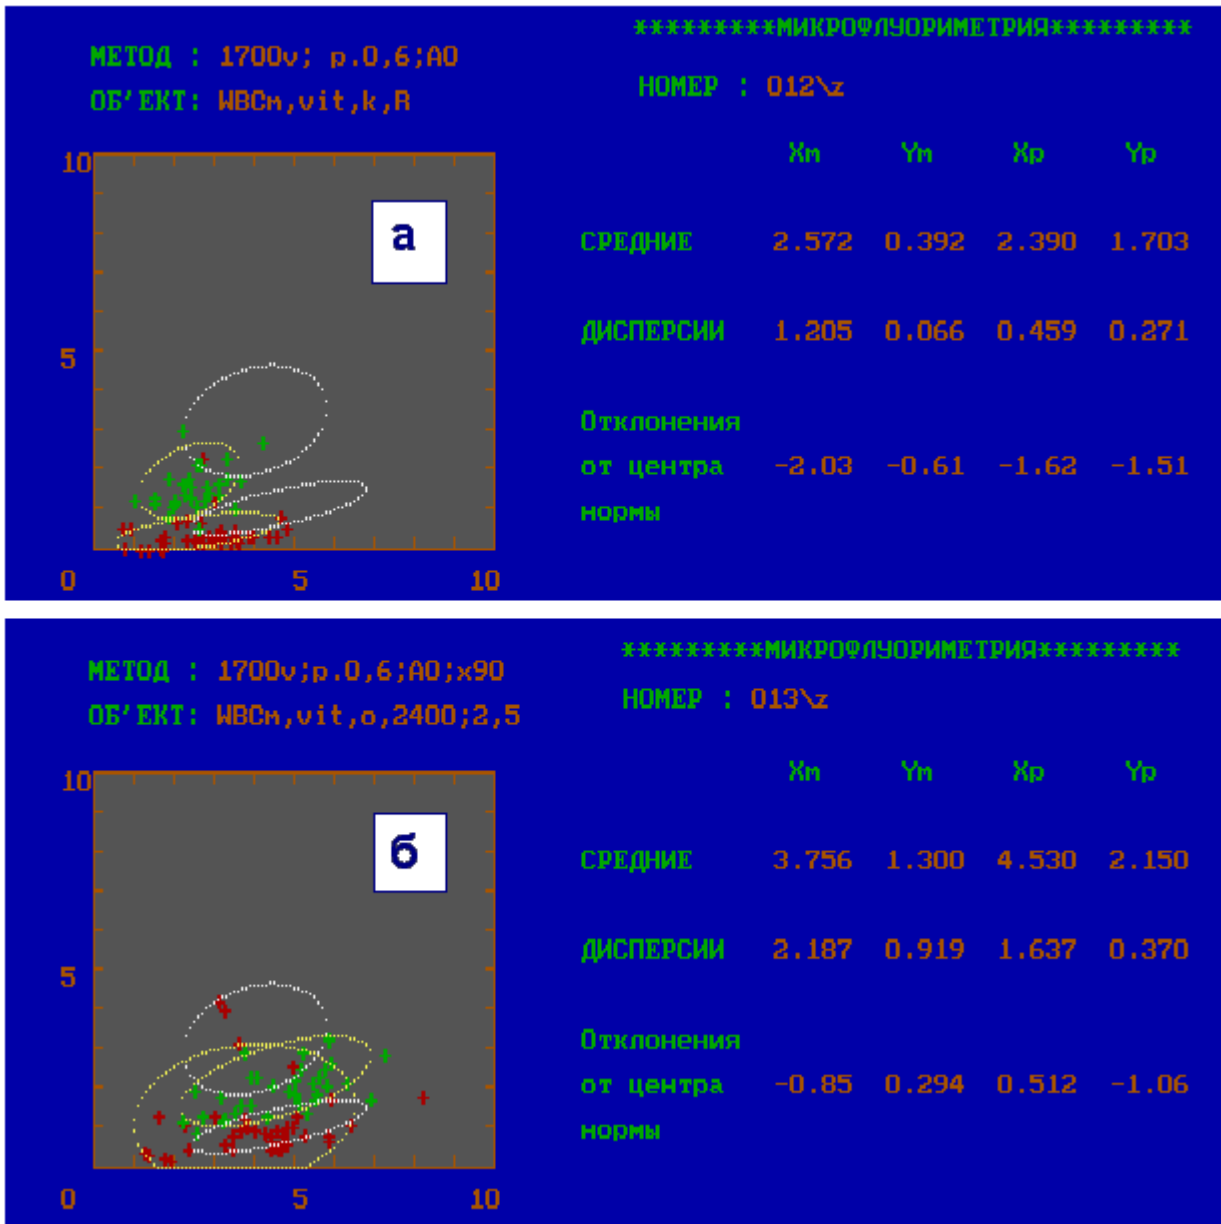 *********МИКРОФЛУОРИМЕТРИЯ*********
МЕТОД : 1700v; p.0,6;A0
ОБ'ЕКТ: WBCм,vit,k,R
НОМЕР : 012\z
Xm Ym Xp Yp
СРЕДНИЕ 2.572 0.392 2.390 1.703
ДИСПЕРСИИ 1.205 0.066 0.459 0.271
Отклонения
от центра -2.03 -0.61 -1.62 -1.51
нормы
10
а
5
0 5 10
*********МИКРОФЛУОРИМЕТРИЯ*********
МЕТОД : 1700v;p.0,6;A0;x90
ОБ'ЕКТ: WBCм,vit,o,2400;2,5
НОМЕР : 013\z
Xm Ym Xp Yp
СРЕДНИЕ 3.756 1.300 4.530 2.150
ДИСПЕРСИИ 2.187 0.919 1.637 0.370
Отклонения
от центра -0.85 0.294 0.512 -1.06
нормы
10
б
5
0 5 10